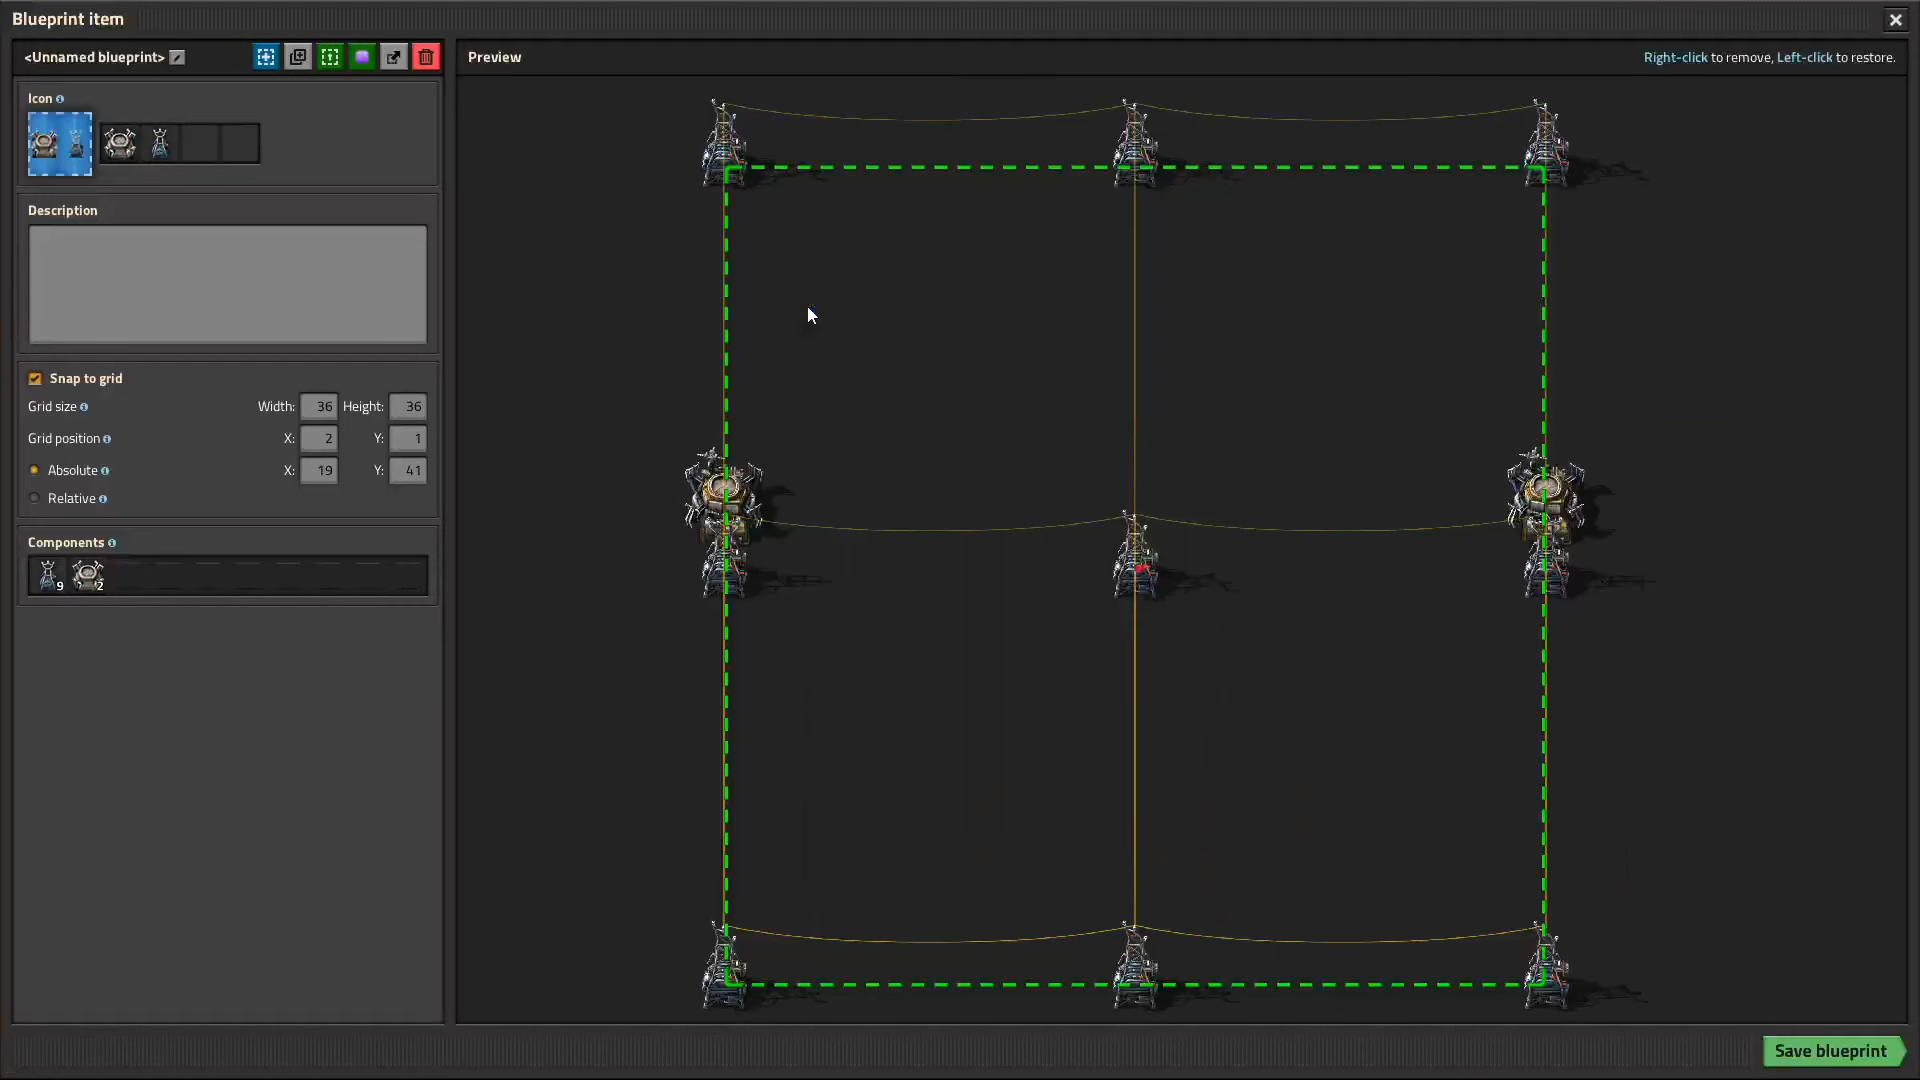 Blueprint item
<Unnamed blueprint>
Preview
Right-click to remove, Left-click to restore.
Icon
Description
Snap to grid
Grid size Width: 36 Height: 36
Grid position X: 2 Y: 1
Absolute X: 19 Y: 41
Relative
Components
9 2
Save blueprint